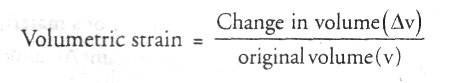 Volumetric strain = Change in volume(Δv)
original volume(v)